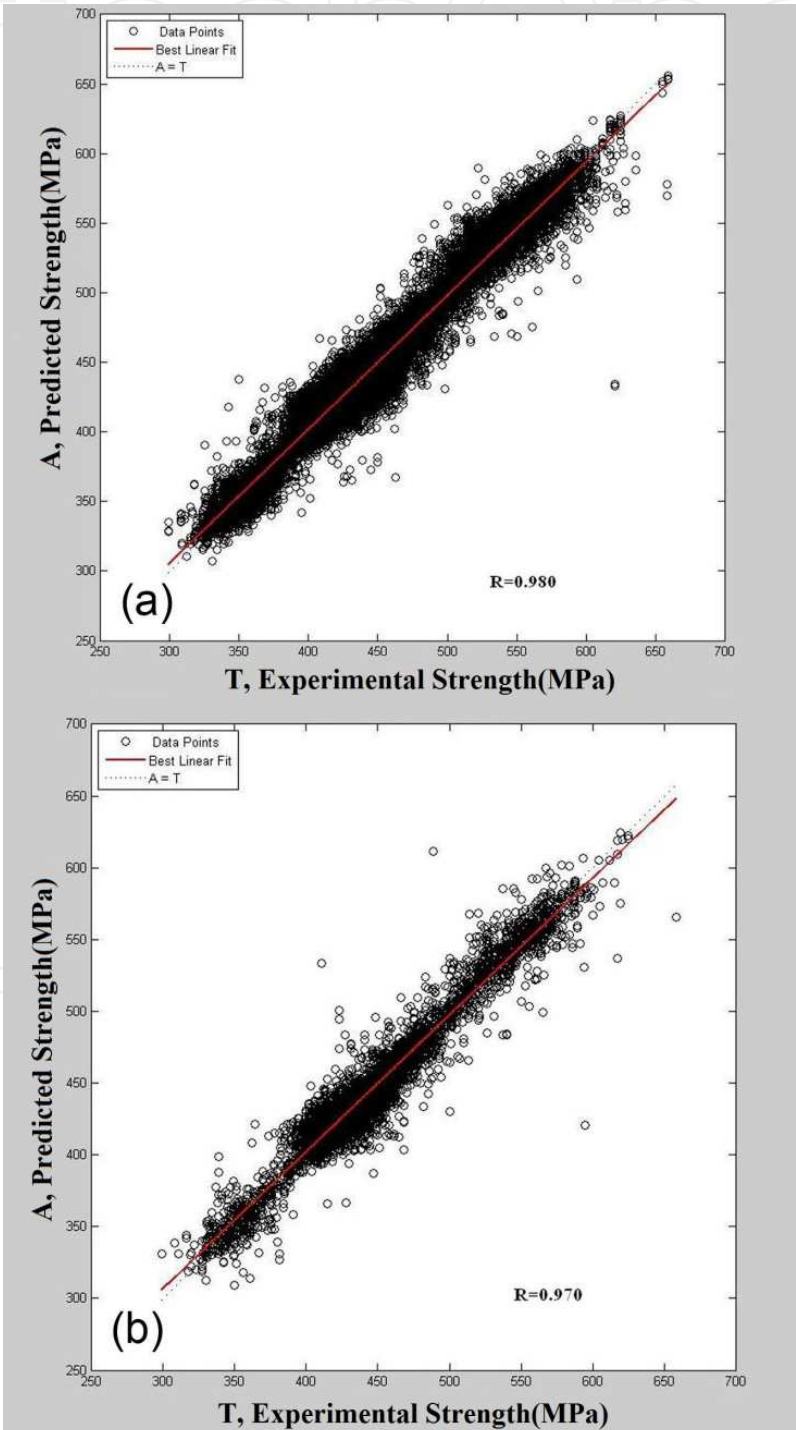 700
650
600
550
500
450
400
350
300
250
A, Predicted Strength(MPa)
Data Points
Best Linear Fit
A = T
(a)
R=0.980
250 300 350 400 450 500 550 600 650 700
T, Experimental Strength(MPa)
700
650
600
550
500
450
400
350
300
250
A, Predicted Strength(MPa)
Data Points
Best Linear Fit
A = T
(b)
R=0.970
250 300 350 400 450 500 550 600 650 700
T, Experimental Strength(MPa)